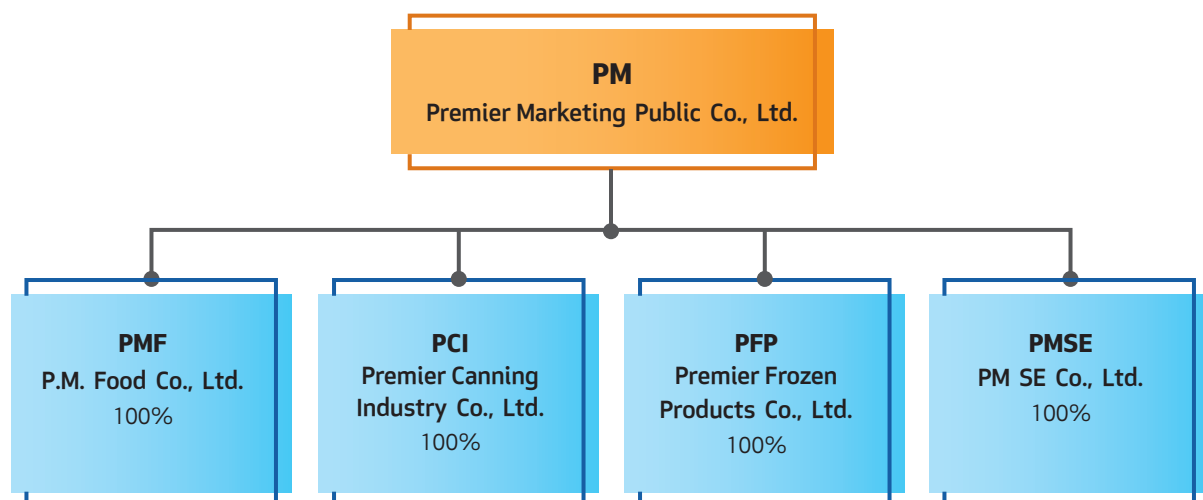 PM
Premier Marketing Public Co., Ltd.
PMF
P.M. Food Co., Ltd.
100%
PCI
Premier Canning
Industry Co., Ltd.
100%
PFP
Premier Frozen
Products Co., Ltd.
100%
PMSE
PM SE Co., Ltd.
100%